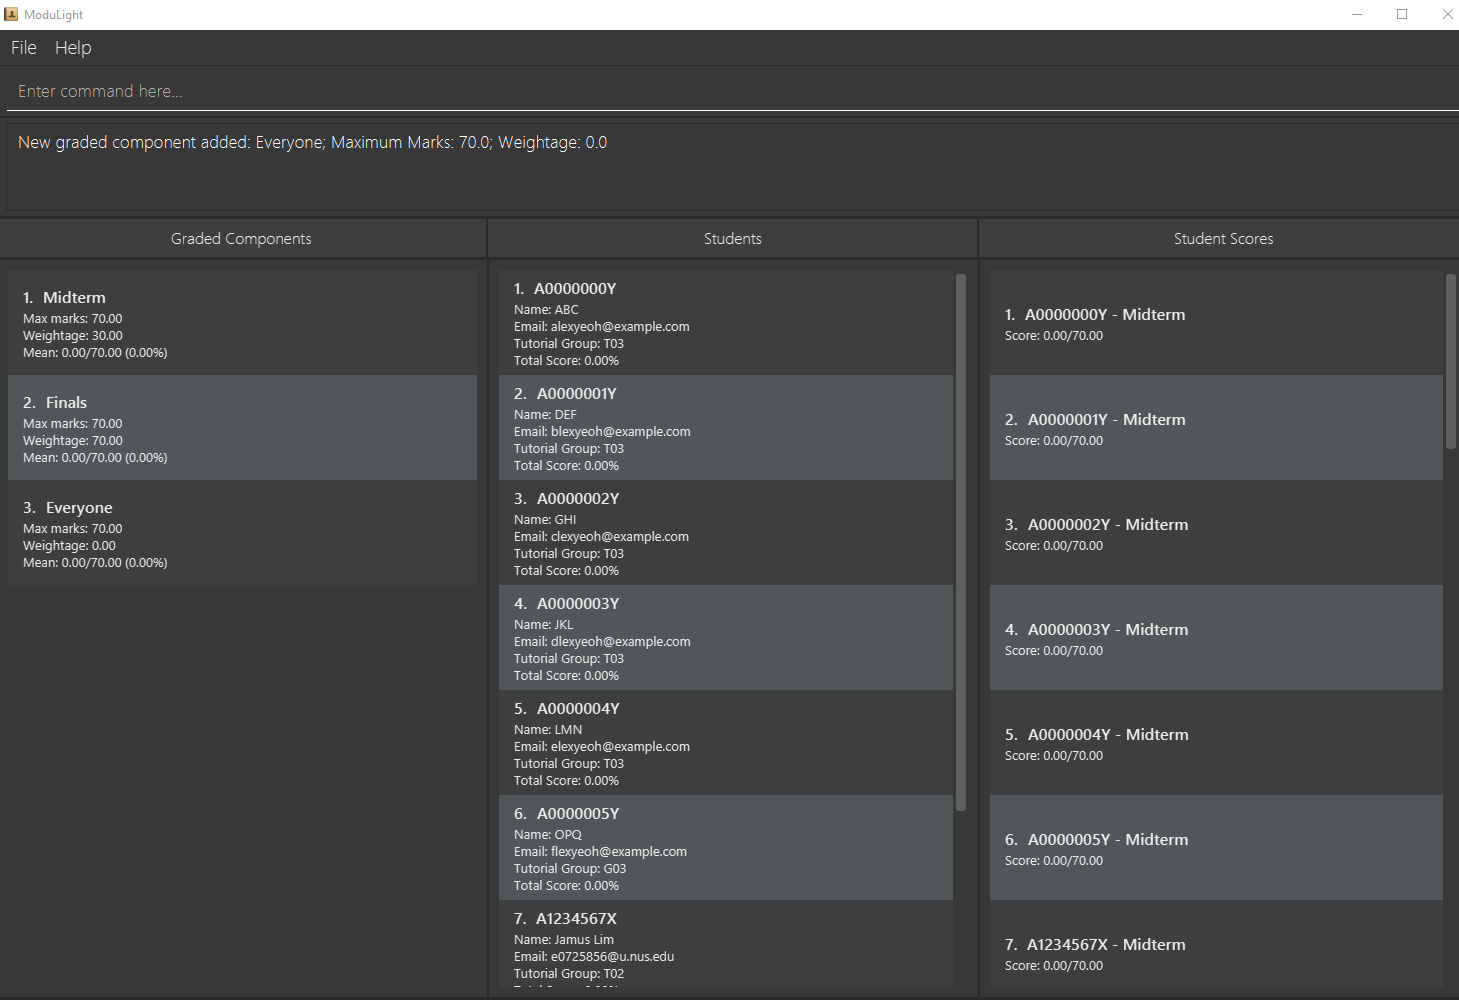 ModuLight
File Help
Enter command here...
New graded component added: Everyone; Maximum Marks: 70.0; Weightage: 0.0
Graded Components
1. Midterm
Max marks: 70.00
Weightage: 30.00
Mean: 0.00/70.00 (0.00%)
2. Finals
Max marks: 70.00
Weightage: 70.00
Mean: 0.00/70.00 (0.00%)
3. Everyone
Max marks: 70.00
Weightage: 0.00
Mean: 0.00/70.00 (0.00%)
Students
1. A0000000Y
Name: ABC
Email: alexyeoh@example.com
Tutorial Group: T03
Total Score: 0.00%
2. A0000001Y
Name: DEF
Email: blexyeoh@example.com
Tutorial Group: T03
Total Score: 0.00%
3. A0000002Y
Name: GHI
Email: clexyeoh@example.com
Tutorial Group: T03
Total Score: 0.00%
4. A0000003Y
Name: JKL
Email: dlexyeoh@example.com
Tutorial Group: T03
Total Score: 0.00%
5. A0000004Y
Name: LMN
Email: elexyeoh@example.com
Tutorial Group: T03
Total Score: 0.00%
6. A0000005Y
Name: OPQ
Email: flexyeoh@example.com
Tutorial Group: G03
Total Score: 0.00%
7. A1234567X
Name: Jamus Lim
Email: e0725856@u.nus.edu
Tutorial Group: T02
Student Scores
1. A0000000Y - Midterm
Score: 0.00/70.00
2. A0000001Y - Midterm
Score: 0.00/70.00
3. A0000002Y - Midterm
Score: 0.00/70.00
4. A0000003Y - Midterm
Score: 0.00/70.00
5. A0000004Y - Midterm
Score: 0.00/70.00
6. A0000005Y - Midterm
Score: 0.00/70.00
7. A1234567X - Midterm
Score: 0.00/70.00